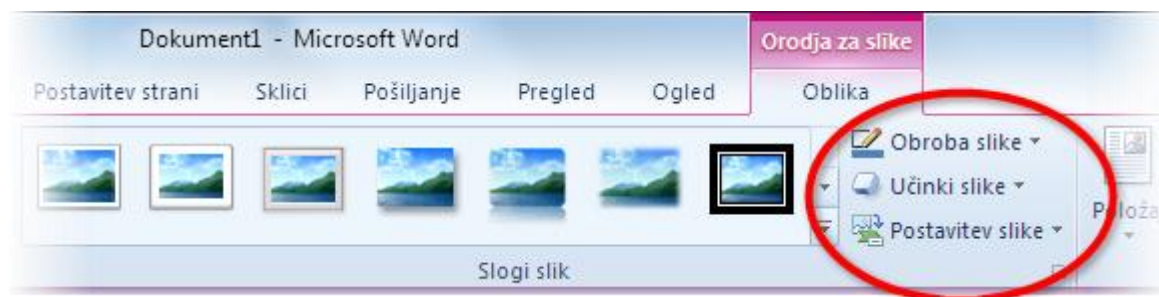 Dokument1 - Microsoft Word
Orodja za slike
Postavitev strani Sklici Pošiljanje Pregled Ogled Oblika
Obroba slike
Učinki slike
Postavitev slike
Slogi slik